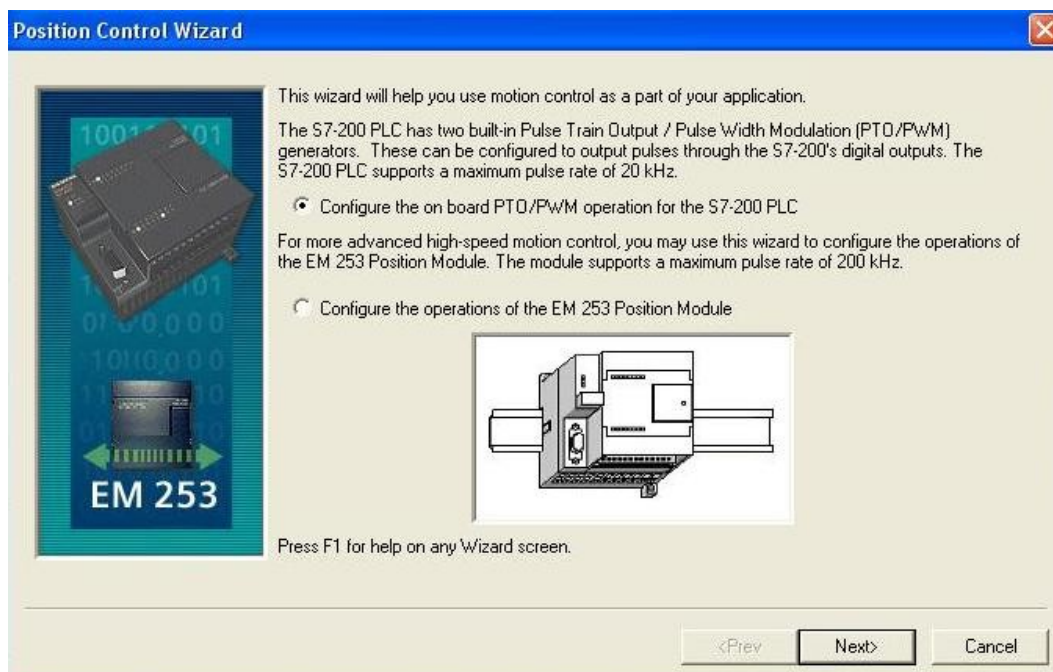 Position Control Wizard
This wizard will help you use motion control as a part of your application.
The S7-200 PLC has two built-in Pulse Train Output / Pulse Width Modulation (PTO/PWM)
generators. These can be configured to output pulses through the S7-200's digital outputs. The
S7-200 PLC supports a maximum pulse rate of 20 kHz.
Configure the on board PTO/PWM operation for the S7-200 PLC
For more advanced high-speed motion control, you may use this wizard to configure the operations of
the EM 253 Position Module. The module supports a maximum pulse rate of 200 kHz.
Configure the operations of the EM 253 Position Module
EM 253
Press F1 for help on any Wizard screen.
<Prev
Next>
Cancel